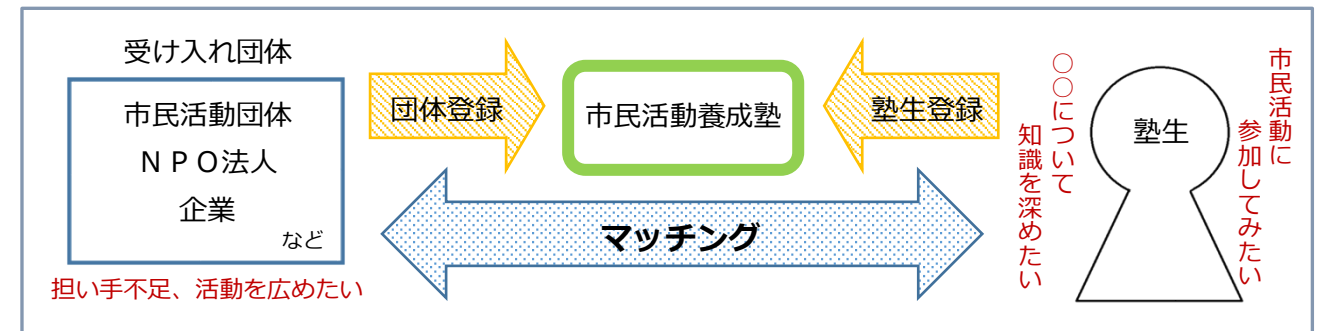 受け入れ団体
市民活動団体
ＮＰＯ法人
企業
など
担い手不足、活動を広めたい
団体登録
市民活動養成塾
塾生登録
マッチング
塾生
市民活動に
参加してみたい
○○について
知識を深めたい